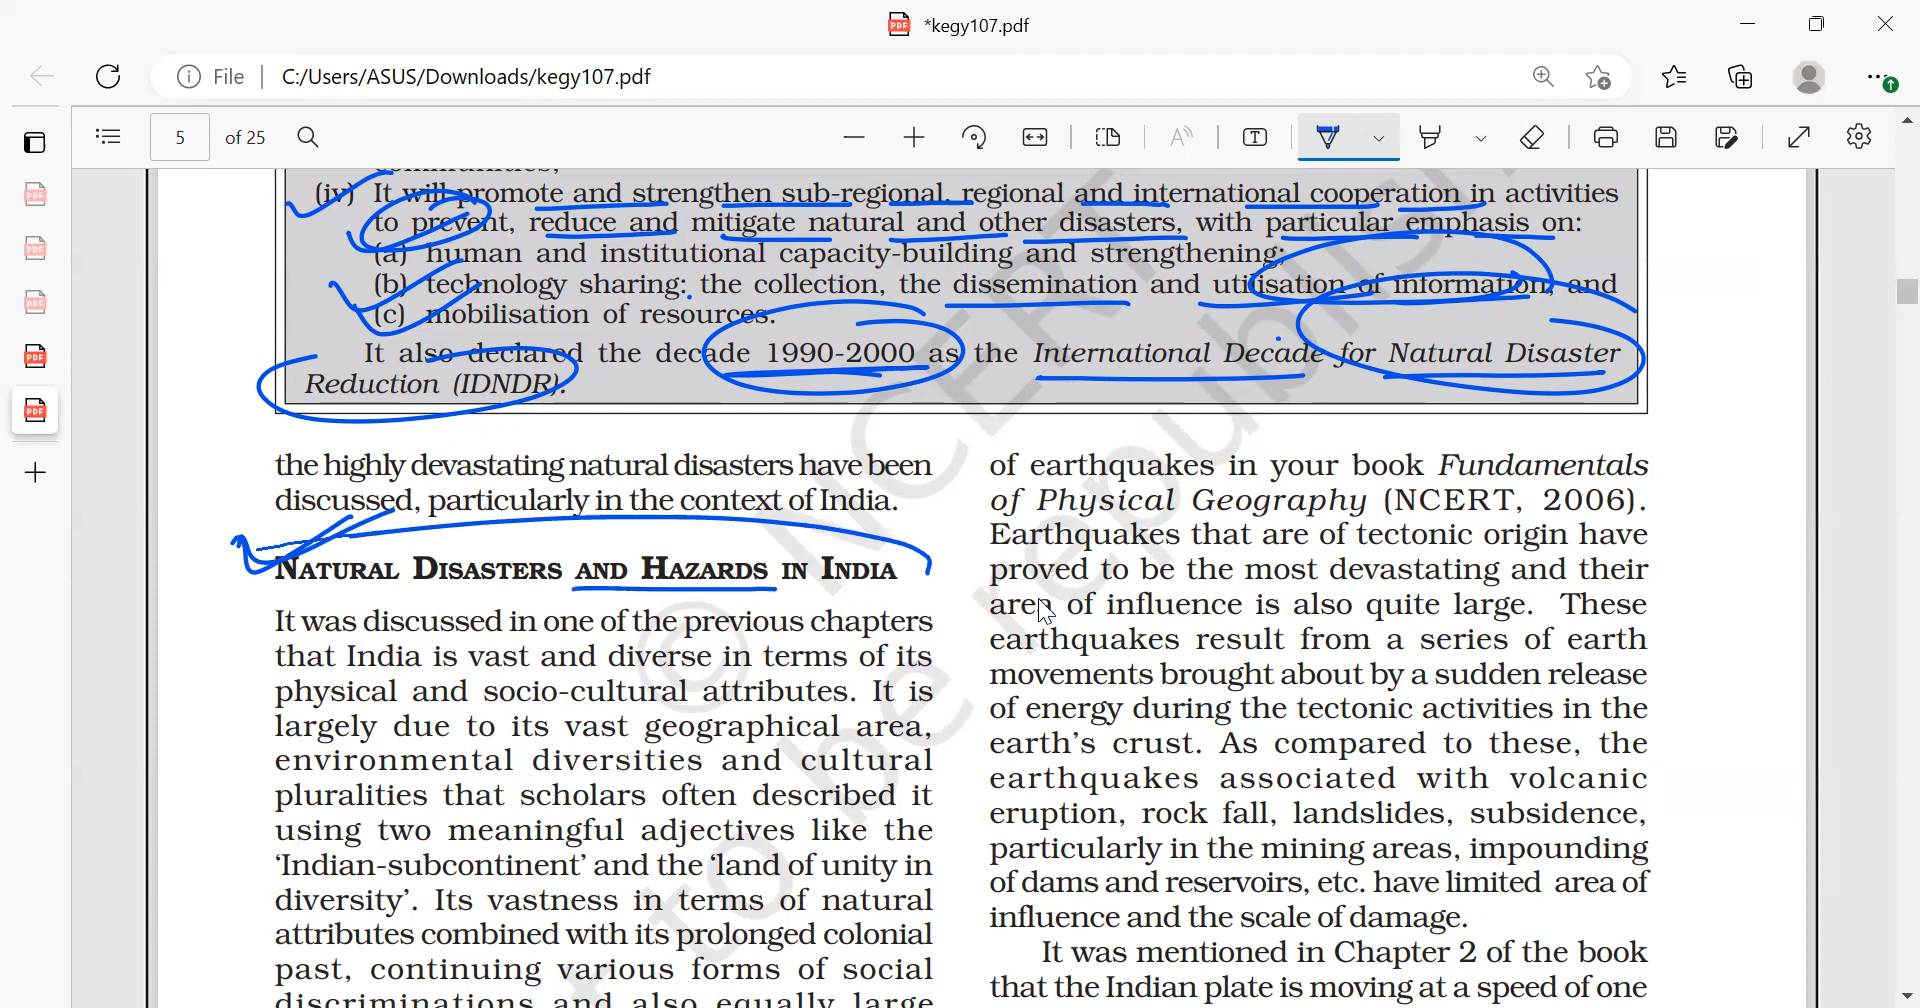 *kegy107.pdf
File
C:/Users/ASUS/Downloads/kegy107.pdf
5 of 25
(iv) It will promote and strengthen sub-regional, regional and international cooperation in activities
to prevent, reduce and mitigate natural and other disasters, with particular emphasis on:
(a) human and institutional capacity-building and strengthening;
(b) technology sharing: the collection, the dissemination and utilisation of information; and
(c) mobilisation of resources.
It also declared the decade 1990-2000 as the International Decade for Natural Disaster
Reduction (IDNDR).
the highly devastating natural disasters have been
discussed, particularly in the context of India.
NATURAL DISASTERS AND HAZARDS IN INDIA
It was discussed in one of the previous chapters
that India is vast and diverse in terms of its
physical and socio-cultural attributes. It is
largely due to its vast geographical area,
environmental diversities and cultural
pluralities that scholars often described it
using two meaningful adjectives like the
‘Indian-subcontinent’ and the ‘land of unity in
diversity’. Its vastness in terms of natural
attributes combined with its prolonged colonial
past, continuing various forms of social
discriminations and also equally large
of earthquakes in your book Fundamentals
of Physical Geography (NCERT, 2006).
Earthquakes that are of tectonic origin have
proved to be the most devastating and their
area of influence is also quite large. These
earthquakes result from a series of earth
movements brought about by a sudden release
of energy during the tectonic activities in the
earth’s crust. As compared to these, the
earthquakes associated with volcanic
eruption, rock fall, landslides, subsidence,
particularly in the mining areas, impounding
of dams and reservoirs, etc. have limited area of
influence and the scale of damage.
It was mentioned in Chapter 2 of the book
that the Indian plate is moving at a speed of one
© NCERT
to be republish